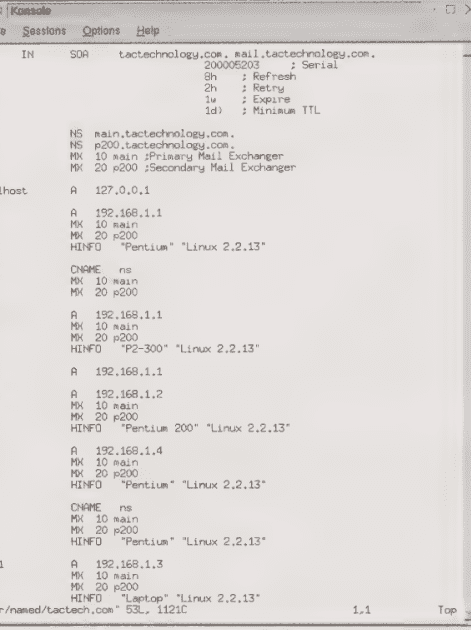 Konsole
Sessions Options Help
IN SOA tactechnology.com. mail.tactechnology.com.
200005203 ; Serial
8h ; Refresh
2h ; Retry
1w ; Expire
1d) ; Minimum TTL
NS main.tactechnology.com.
NS p200.tactechnology.com.
MX 10 main ;Primary Mail Exchanger
MX 20 p200 ;Secondary Mail Exchanger
lhost A 127.0.0.1
A 192.168.1.1
MX 10 main
MX 20 p200
HINFO "Pentium" "Linux 2.2.13"
CNAME ns
MX 10 main
MX 20 p200
A 192.168.1.1
MX 10 main
MX 20 p200
HINFO "P2-300" "Linux 2.2.13"
A 192.168.1.1
A 192.168.1.2
MX 10 main
MX 20 p200
HINFO "Pentium 200" "Linux 2.2.13"
A 192.168.1.4
MX 10 main
MX 20 p200
HINFO "Pentium" "Linux 2.2.13"
CNAME ns
MX 10 main
MX 20 p200
HINFO "Pentium" "Linux 2.2.13"
1 A 192.168.1.3
MX 10 main
MX 20 p200
HINFO "Laptop" "Linux 2.2.13"
r/named/tactech.com" 53L, 1121C 1,1 Top